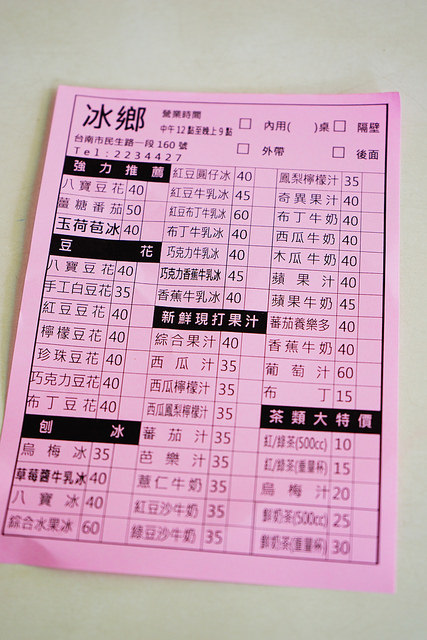 冰鄉 營業時間 中午12點至晚上9點
內用( )桌 隔壁
外帶 後面
台南市民生路一段160號
Tel:2234427
強力推薦
八寶豆花 40
薑糖番茄 50
玉荷苞冰 40
豆花
八寶豆花 40
手工白豆花 35
紅豆豆花 40
檸檬豆花 40
珍珠豆花 40
巧克力豆花 40
布丁豆花 40
刨冰
烏梅冰 35
草莓醬牛乳冰 40
八寶冰 40
綜合水果冰 60
紅豆圓仔冰 40
紅豆牛乳冰 45
紅豆布丁牛乳冰 60
布丁牛乳冰 40
巧克力牛乳冰 40
巧克力香蕉牛乳冰 45
香蕉牛乳冰 40
新鮮現打果汁
綜合果汁 40
西瓜汁 35
西瓜檸檬汁 35
西瓜鳳梨檸檬汁 35
蕃茄汁 35
芭樂汁 35
薏仁牛奶 35
紅豆沙牛奶 35
綠豆沙牛奶 35
鳳梨檸檬汁 35
奇異果汁 40
布丁牛奶 40
西瓜牛奶 40
木瓜牛奶 40
蘋果汁 40
蘋果牛奶 45
蕃茄養樂多 40
香蕉牛奶 40
葡萄汁 60
布丁 15
茶類大特價
紅/綠茶(500cc) 10
紅/綠茶(重量杯) 15
烏梅汁 20
鮮奶茶(500cc) 25
鮮奶茶(重量杯) 30